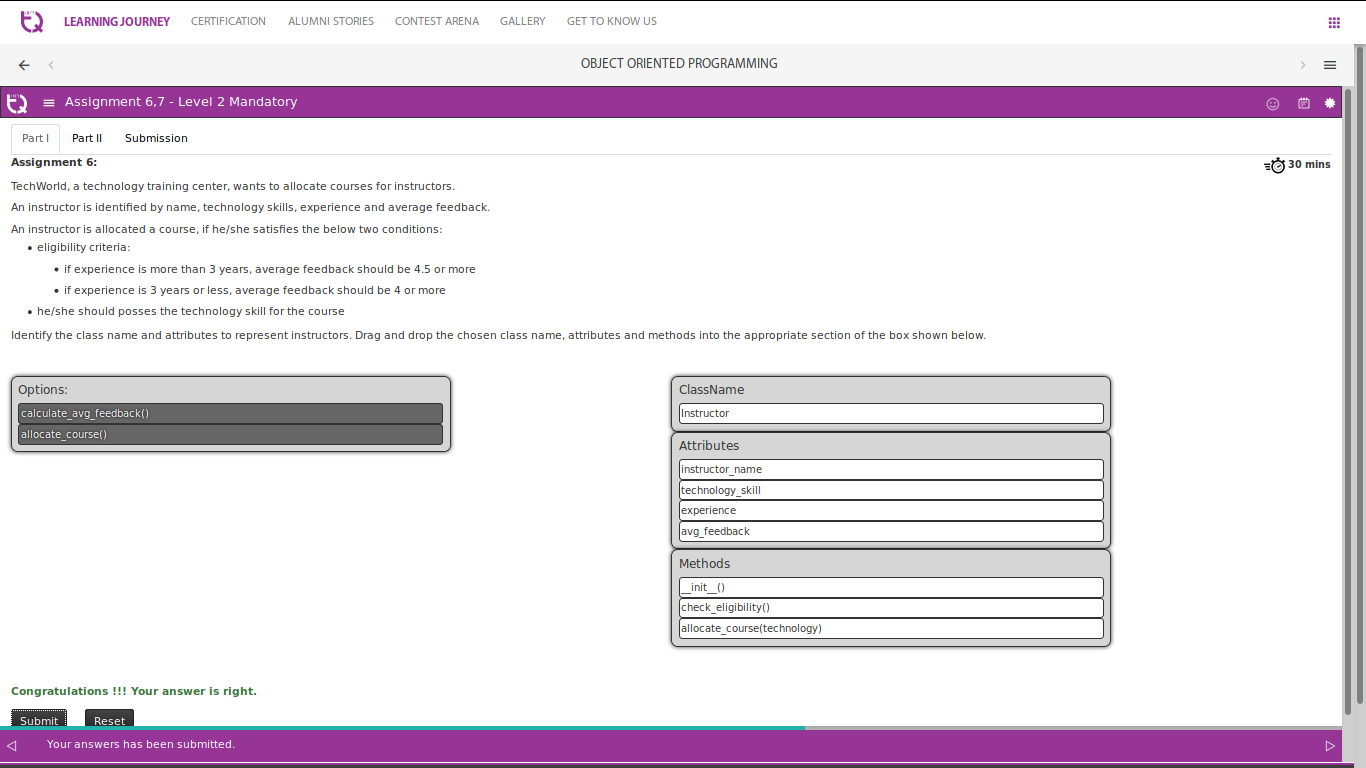 LEARNING JOURNEY CERTIFICATION ALUMNI STORIES CONTEST ARENA GALLERY GET TO KNOW US
OBJECT ORIENTED PROGRAMMING
Assignment 6,7 - Level 2 Mandatory
Part I Part II Submission
Assignment 6:
30 mins
TechWorld, a technology training center, wants to allocate courses for instructors.
An instructor is identified by name, technology skills, experience and average feedback.
An instructor is allocated a course, if he/she satisfies the below two conditions:
• eligibility criteria:
• if experience is more than 3 years, average feedback should be 4.5 or more
• if experience is 3 years or less, average feedback should be 4 or more
• he/she should posses the technology skill for the course
Identify the class name and attributes to represent instructors. Drag and drop the chosen class name, attributes and methods into the appropriate section of the box shown below.
Options:
calculate_avg_feedback()
allocate_course()
ClassName
Instructor
Attributes
instructor_name
technology_skill
experience
avg_feedback
Methods
__init__()
check_eligibility()
allocate_course(technology)
Congratulations !!! Your answer is right.
Submit Reset
Your answers has been submitted.